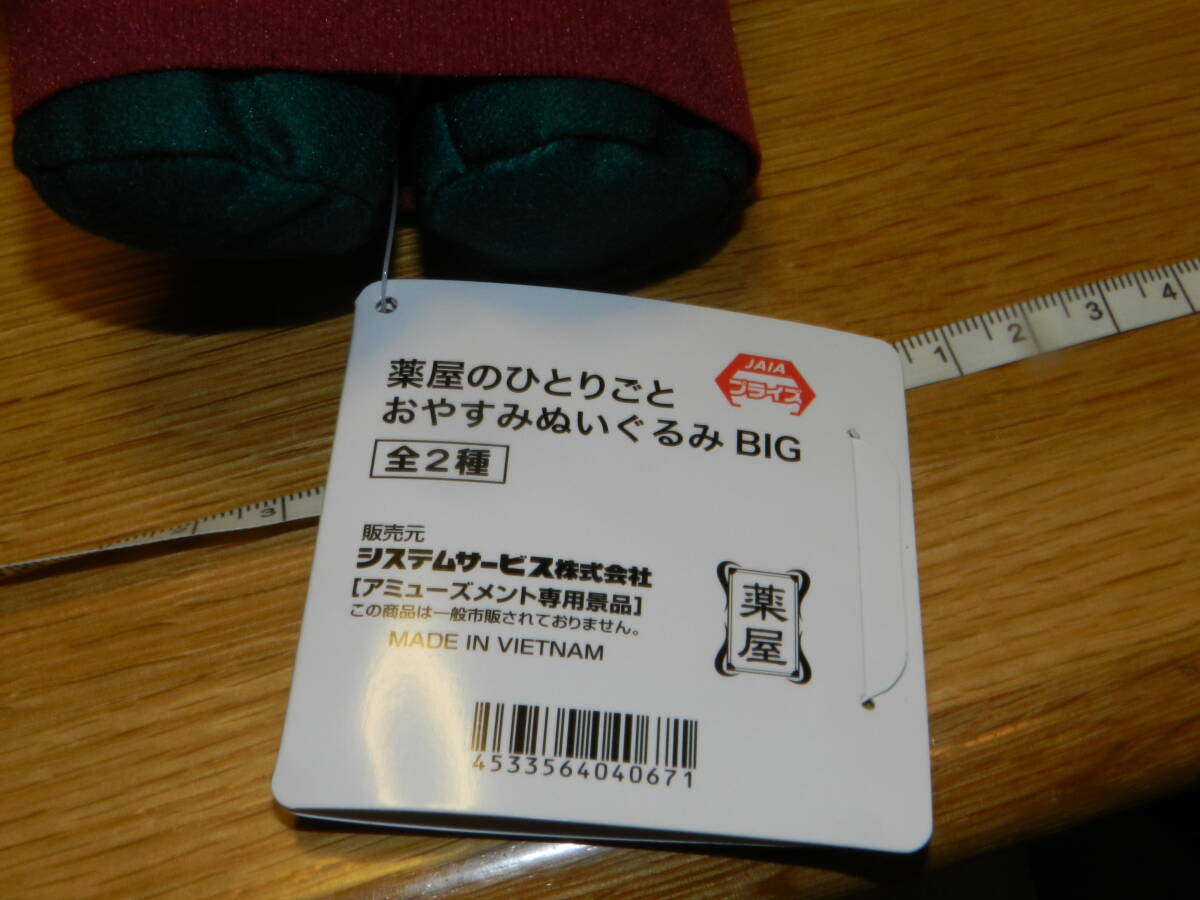 薬屋のひとりごと
おやすみぬいぐるみ BIG
JAIA
プライズ
全2種
販売元
システムサービス株式会社
[アミューズメント専用景品]
この商品は一般市販されておりません。
MADE IN VIETNAM
薬屋
4533564040671
1 2 3 4
3